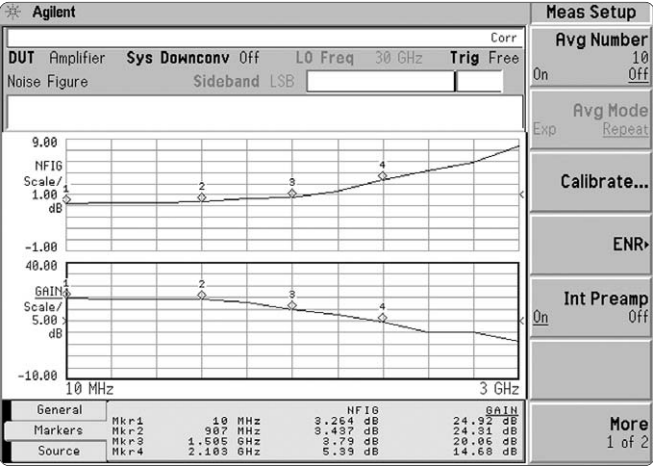 Agilent
Meas Setup
Corr
DUT Amplifier Sys Downconv Off LO Freq 30 GHz Trig Free
Noise Figure Sideband LSB
9.00
NFIG
Scale/
1.00
dB
-1.00
1
2
3
4
40.00
GAIN
Scale/
5.00
dB
-10.00
1
2
3
4
10 MHz 3 GHz
General
Markers
Source
NFIG GAIN
Mkr1 10 MHz 3.264 dB 24.92 dB
Mkr2 907 MHz 3.437 dB 24.31 dB
Mkr3 1.505 GHz 3.79 dB 20.06 dB
Mkr4 2.103 GHz 5.39 dB 14.68 dB
Avg Number
10
On Off
Avg Mode
Exp Repeat
Calibrate...
ENR
Int Preamp
On Off
More
1 of 2